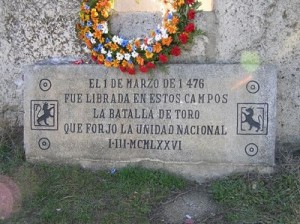 EL 1 DE MARZO DE 1476
FUE LIBRADA EN ESTOS CAMPOS
LA BATALLA DE TORO
QUE FORJO LA UNIDAD NACIONAL
1-III-MCMLXXVI